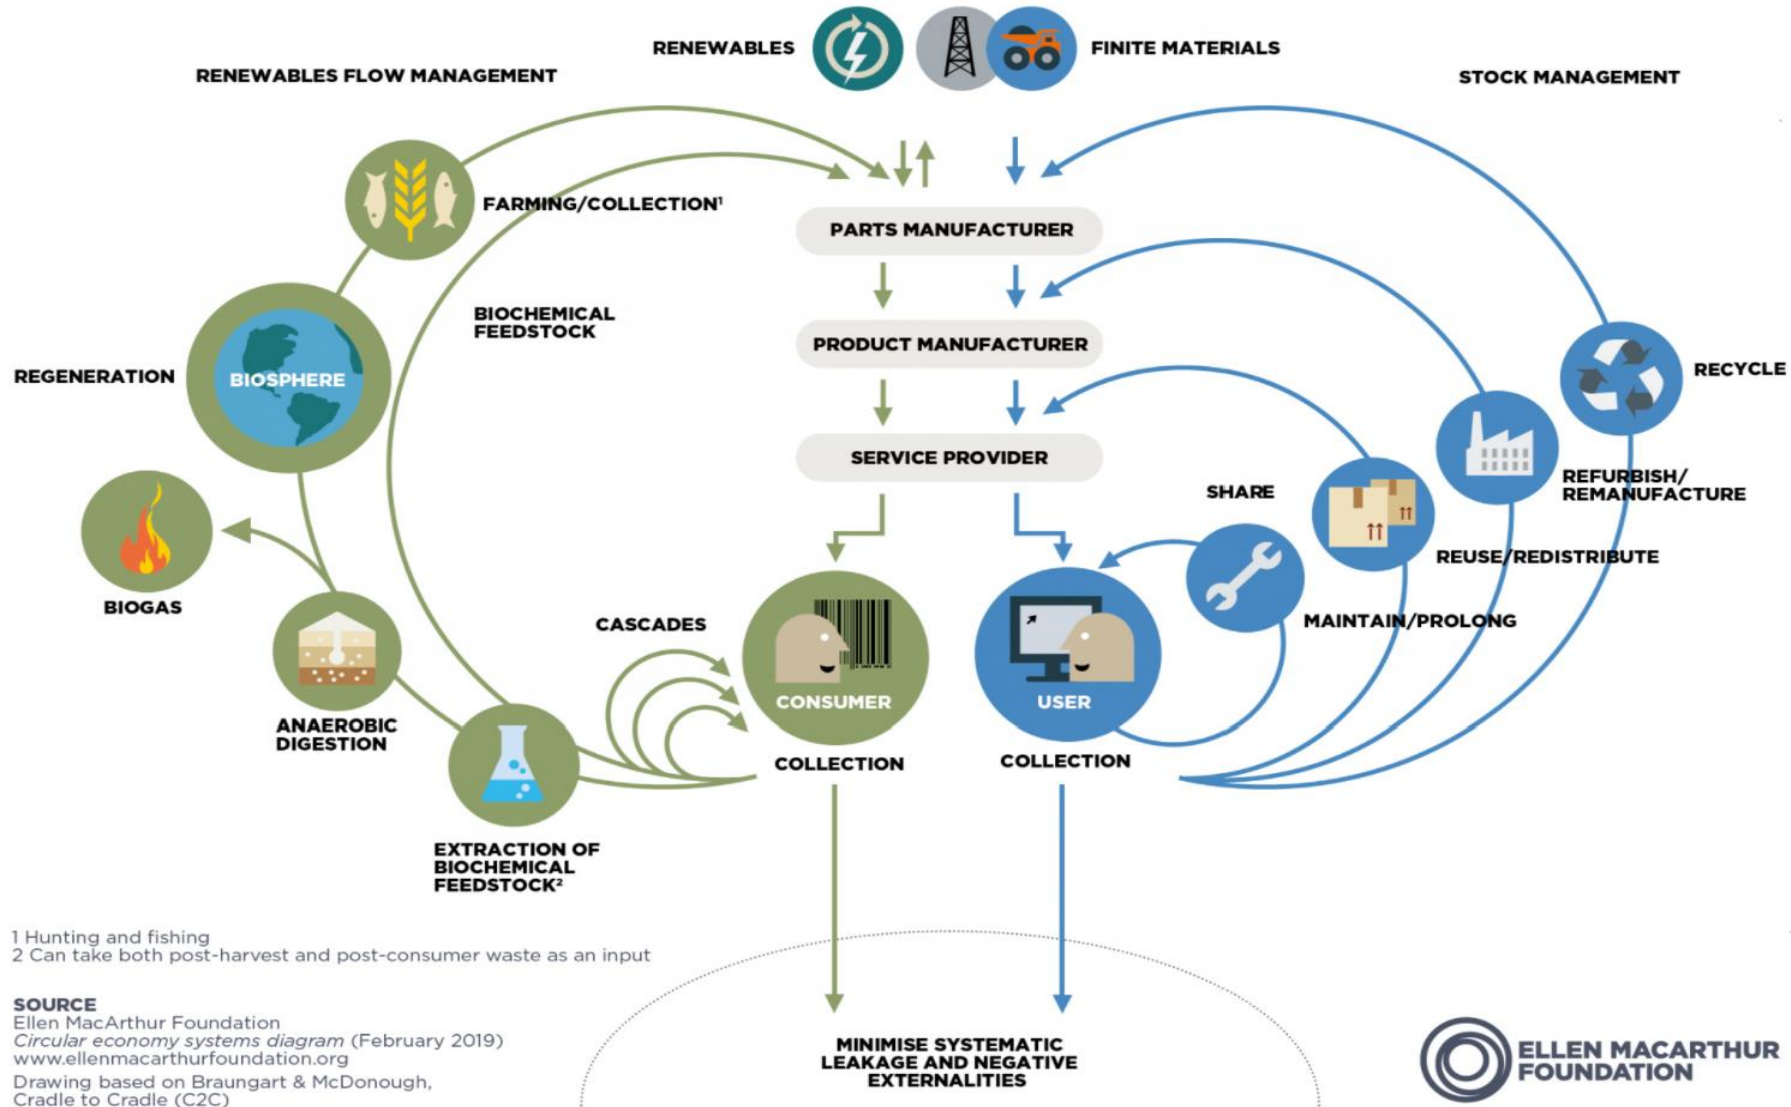 RENEWABLES
FINITE MATERIALS
RENEWABLES FLOW MANAGEMENT
STOCK MANAGEMENT
FARMING/COLLECTION¹
PARTS MANUFACTURER
BIOCHEMICAL
FEEDSTOCK
PRODUCT MANUFACTURER
REGENERATION
BIOSPHERE
RECYCLE
SERVICE PROVIDER
SHARE
REFURBISH/
REMANUFACTURE
REUSE/REDISTRIBUTE
BIOGAS
CASCADES
MAINTAIN/PROLONG
CONSUMER
USER
ANAEROBIC
DIGESTION
COLLECTION
COLLECTION
EXTRACTION OF
BIOCHEMICAL
FEEDSTOCK²
1 Hunting and fishing
2 Can take both post-harvest and post-consumer waste as an input
SOURCE
Ellen MacArthur Foundation
Circular economy systems diagram (February 2019)
www.ellenmacarthurfoundation.org
Drawing based on Braungart & McDonough,
Cradle to Cradle (C2C)
MINIMISE SYSTEMATIC
LEAKAGE AND NEGATIVE
EXTERNALITIES
ELLEN MACARTHUR
FOUNDATION